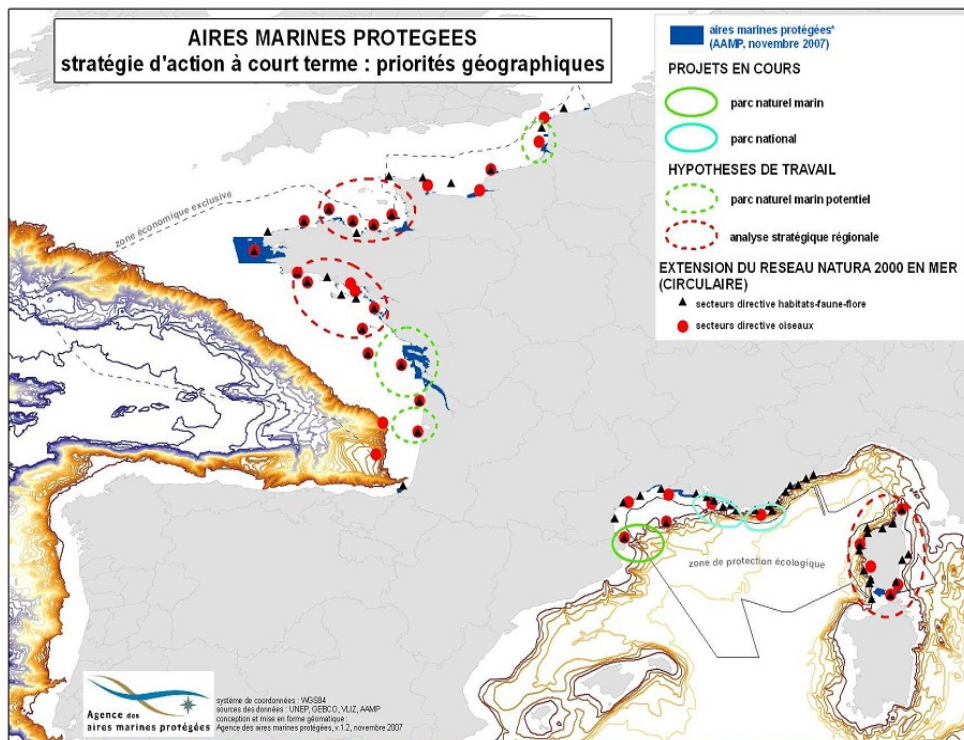 AIRES MARINES PROTEGEES
stratégie d'action à court terme : priorités géographiques
aires marines protégées*
(AAMP, novembre 2007)
PROJETS EN COURS
parc naturel marin
parc national
HYPOTHESES DE TRAVAIL
parc naturel marin potentiel
analyse stratégique régionale
EXTENSION DU RESEAU NATURA 2000 EN MER
(CIRCULAIRE)
secteurs directive habitats-faune-flore
secteurs directive oiseaux
zone économique exclusive
zone de protection écologique
Agence des
aires marines protégées
système de coordonnées : WGS84
sources des données : UNEP, GEBCO, VLIZ, AAMP
conception et mise en forme géomatique :
Agence des aires marines protégées, v.1.2, novembre 2007